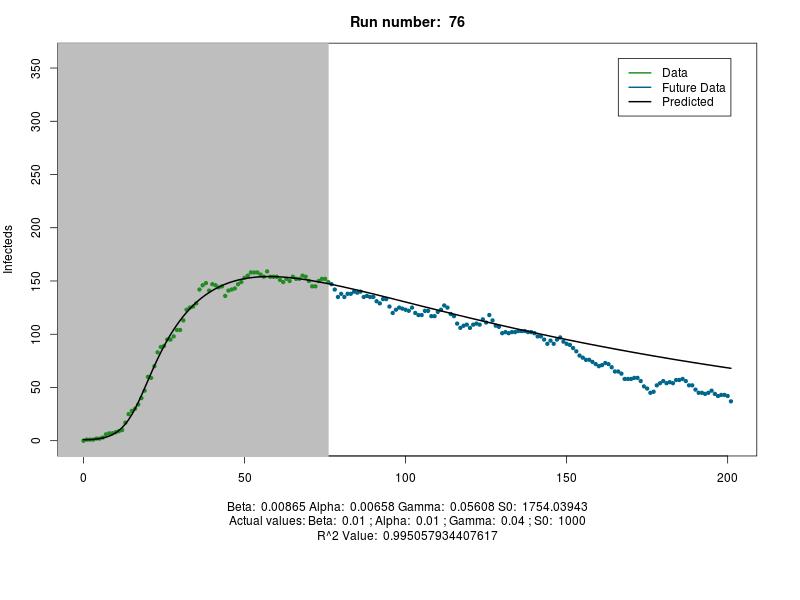 Run number: 76
Data
Future Data
Predicted
Infecteds
350
300
250
200
150
100
50
0
0 50 100 150 200
Beta: 0.00865 Alpha: 0.00658 Gamma: 0.05608 S0: 1754.03943
Actual values: Beta: 0.01 ; Alpha: 0.01 ; Gamma: 0.04 ; S0: 1000
R^2 Value: 0.995057934407617